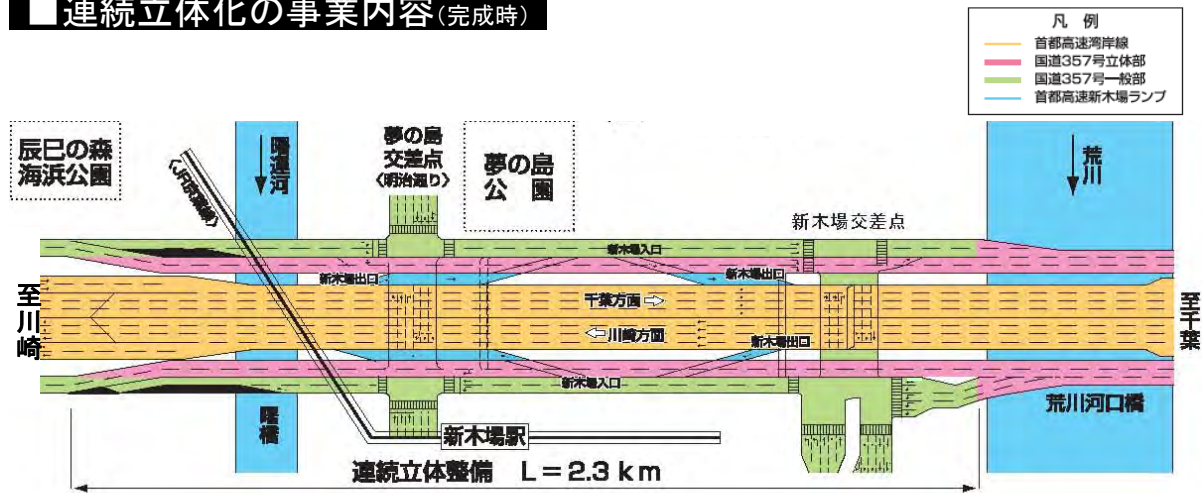 ■連続立体化の事業内容(完成時)
凡 例
首都高速湾岸線
国道357号立体部
国道357号一般部
首都高速新木場ランプ
辰巳の森
海浜公園
〈JR京葉線〉
曙運河
夢の島
交差点
〈明治通り〉
夢の島
公 園
荒川
新木場交差点
新木場入口
新木場出口
新木場出口
至川崎
千葉方面
川崎方面
至千葉
新木場出口
新木場入口
曙橋
新木場駅
荒川河口橋
連続立体整備 L=2.3km